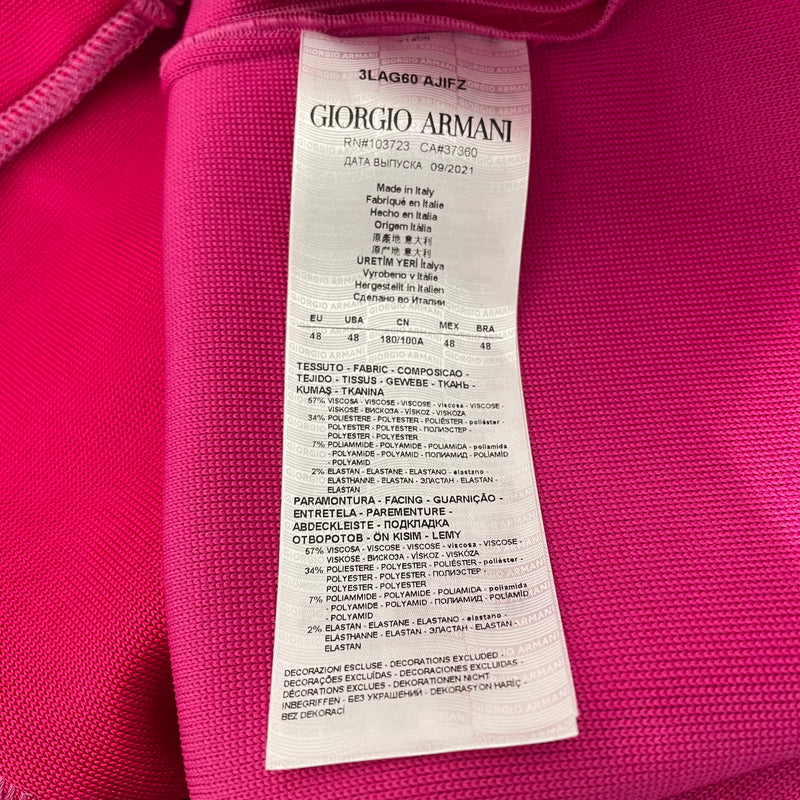 GIORGIO ARMANI
3LAG60 AJIFZ
GIORGIO ARMANI
RN#103723 CA#37360
ДАТА ВЫПУСКА 09/2021
Made in Italy
Fabriqué en Italie
Hecho en Italia
Origem Itália
原產地 意大利
原产地 意大利
ÜRETİM YERİ İtalya
Vyrobeno v Itálie
Hergestellt in Italien
Сделано во Италии
EU USA CN MEX BRA
48 48 180/100A 48 48
TESSUTO - FABRIC - COMPOSICAO -
TEJIDO - TISSUS - GEWEBE - ТКАНЬ -
KUMAŞ - TKANINA
57% VISCOSA - VISCOSE - VISCOSE - viscosa - VISCOSE -
VISKOSE - ВИСКОЗА - VİSKOZ - VISKÓZA
34% POLIESTERE - POLYESTER - POLIÉSTER - poliéster -
POLYESTER - POLYESTER - ПОЛИЭСТЕР -
POLYESTER - POLYESTER
7% POLIAMMIDE - POLYAMIDE - POLIAMIDA - poliamida
- POLYAMIDE - POLYAMID - ПОЛИАМИД - POLİAMİD
- POLYAMID
2% ELASTAN - ELASTANE - ELASTANO - elastano -
ELASTHANNE - ELASTAN - ЭЛАСТАН - ELASTAN -
ELASTAN
PARAMONTURA - FACING - GUARNIÇÃO -
ENTRETELA - PAREMENTURE -
ABDECKLEISTE - ПОДКЛАДКА
ОТВОРОТОВ - ÖN KISIM - LEMY
57% VISCOSA - VISCOSE - VISCOSE - viscosa - VISCOSE -
VISKOSE - ВИСКОЗА - VİSKOZ - VISKÓZA
34% POLIESTERE - POLYESTER - POLIÉSTER - poliéster -
POLYESTER - POLYESTER - ПОЛИЭСТЕР -
POLYESTER - POLYESTER
7% POLIAMMIDE - POLYAMIDE - POLIAMIDA - poliamida
- POLYAMIDE - POLYAMID - ПОЛИАМИД - POLİAMİD
- POLYAMID
2% ELASTAN - ELASTANE - ELASTANO - elastano -
ELASTHANNE - ELASTAN - ЭЛАСТАН - ELASTAN -
ELASTAN
DECORAZIONI ESCLUSE - DECORATIONS EXCLUDED -
DECORAÇÕES EXCLUÍDAS - DECORACIONES EXCLUIDAS -
DÉCORATIONS EXCLUES - DEKORATIONEN NICHT
INBEGRIFFEN - БЕЗ УКРАШЕНИЙ - DEKORASYON HARİÇ -
BEZ DEKORACÍ